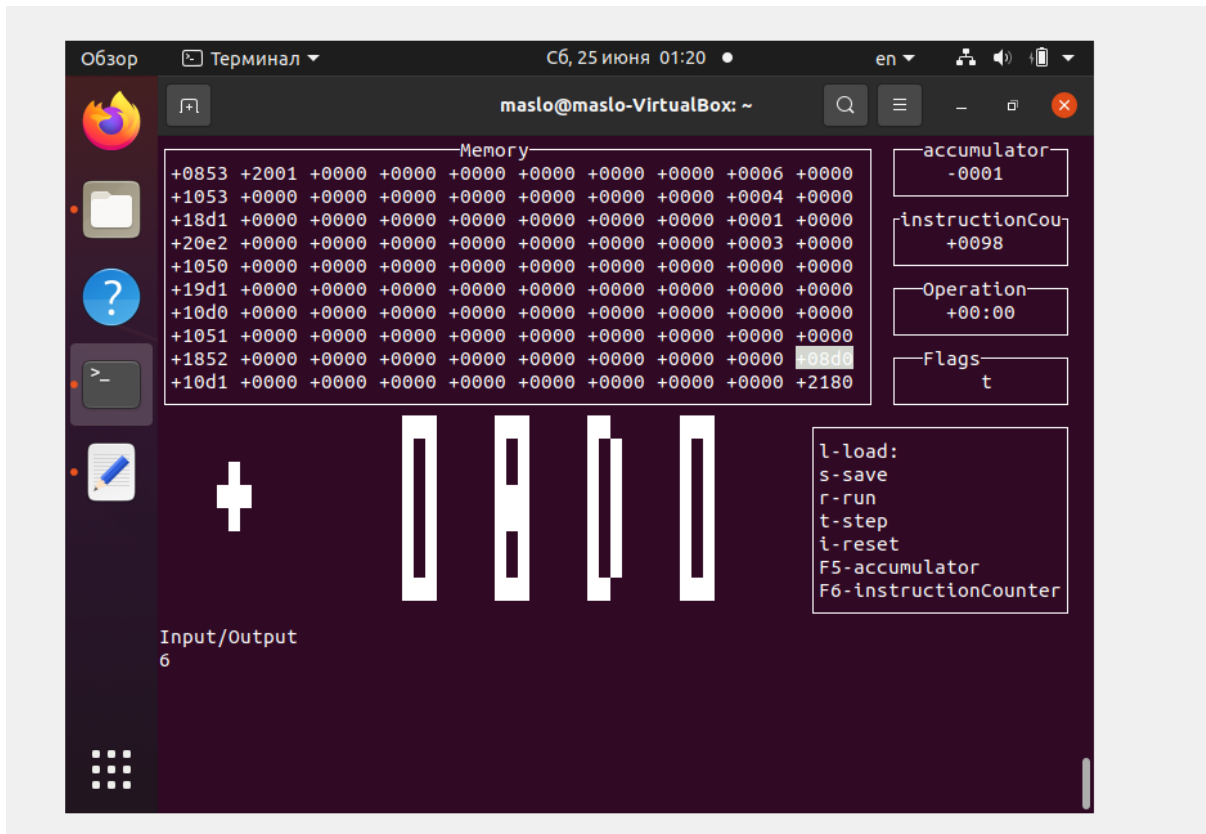 Обзор Терминал Сб, 25 июня 01:20 en
maslo@maslo-VirtualBox: ~
Memory
+0853 +2001 +0000 +0000 +0000 +0000 +0000 +0000 +0006 +0000
+1053 +0000 +0000 +0000 +0000 +0000 +0000 +0000 +0004 +0000
+18d1 +0000 +0000 +0000 +0000 +0000 +0000 +0000 +0001 +0000
+20e2 +0000 +0000 +0000 +0000 +0000 +0000 +0000 +0003 +0000
+1050 +0000 +0000 +0000 +0000 +0000 +0000 +0000 +0000 +0000
+19d1 +0000 +0000 +0000 +0000 +0000 +0000 +0000 +0000 +0000
+10d0 +0000 +0000 +0000 +0000 +0000 +0000 +0000 +0000 +0000
+1051 +0000 +0000 +0000 +0000 +0000 +0000 +0000 +0000 +0000
+1852 +0000 +0000 +0000 +0000 +0000 +0000 +0000 +0000 +08d0
+10d1 +0000 +0000 +0000 +0000 +0000 +0000 +0000 +0000 +2180
accumulator
-0001
instructionCou
+0098
Operation
+00:00
Flags
t
+08D0
l-load:
s-save
r-run
t-step
i-reset
F5-accumulator
F6-instructionCounter
Input/Output
6